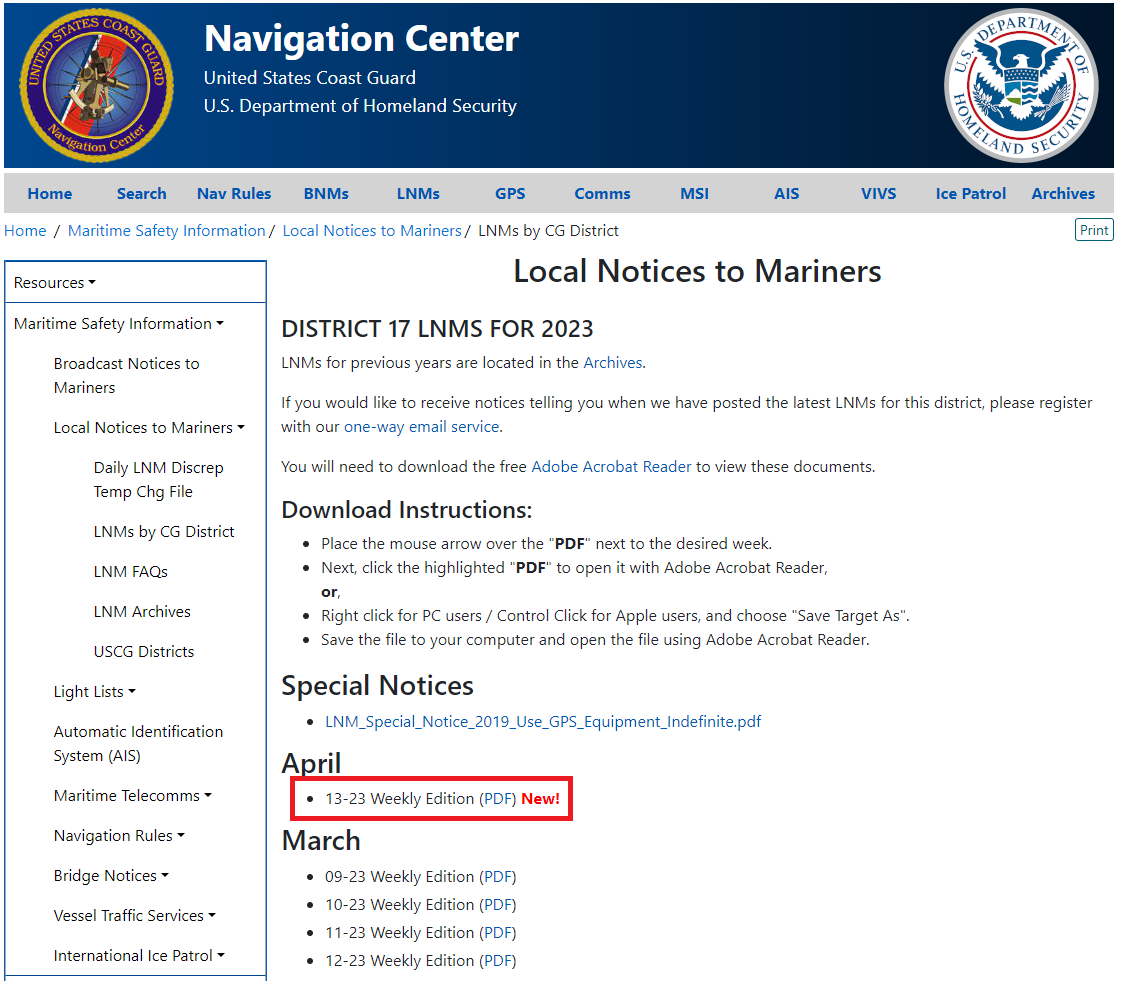 UNITED STATES COAST GUARD
Navigation Center
Navigation Center
United States Coast Guard
U.S. Department of Homeland Security
U.S. DEPARTMENT OF
HOMELAND SECURITY
Home Search Nav Rules BNMs LNMs GPS Comms MSI AIS VIVS Ice Patrol Archives
Home / Maritime Safety Information / Local Notices to Mariners / LNMs by CG District
Print
Resources
Maritime Safety Information
Broadcast Notices to
Mariners
Local Notices to Mariners
Daily LNM Discrep
Temp Chg File
LNMs by CG District
LNM FAQs
LNM Archives
USCG Districts
Light Lists
Automatic Identification
System (AIS)
Maritime Telecomms
Navigation Rules
Bridge Notices
Vessel Traffic Services
International Ice Patrol
Local Notices to Mariners
DISTRICT 17 LNMS FOR 2023
LNMs for previous years are located in the Archives.
If you would like to receive notices telling you when we have posted the latest LNMs for this district, please register
with our one-way email service.
You will need to download the free Adobe Acrobat Reader to view these documents.
Download Instructions:
• Place the mouse arrow over the "PDF" next to the desired week.
• Next, click the highlighted "PDF" to open it with Adobe Acrobat Reader,
or,
• Right click for PC users / Control Click for Apple users, and choose "Save Target As".
• Save the file to your computer and open the file using Adobe Acrobat Reader.
Special Notices
• LNM_Special_Notice_2019_Use_GPS_Equipment_Indefinite.pdf
April
• 13-23 Weekly Edition (PDF) New!
March
• 09-23 Weekly Edition (PDF)
• 10-23 Weekly Edition (PDF)
• 11-23 Weekly Edition (PDF)
• 12-23 Weekly Edition (PDF)